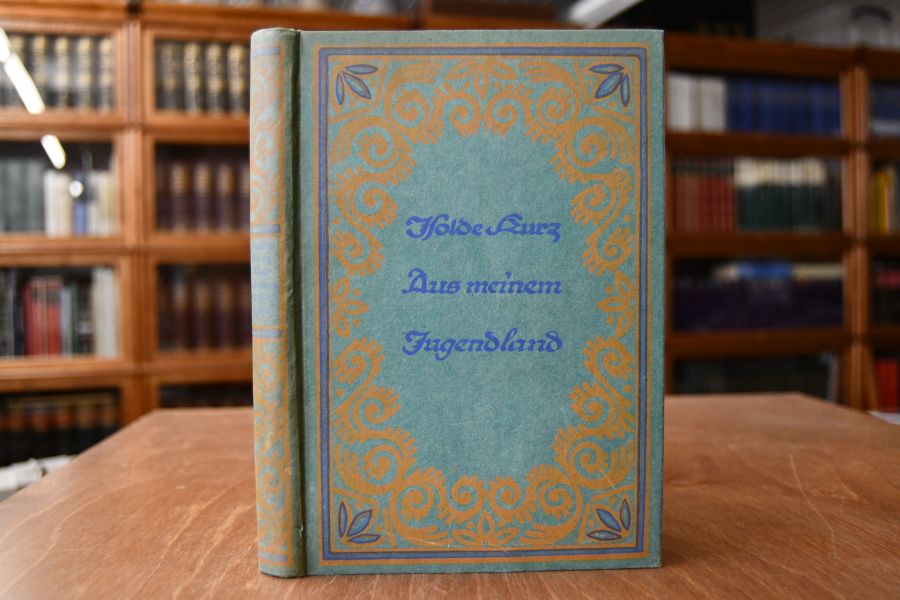 Isolde Kurz
Aus meinem
Jugendland